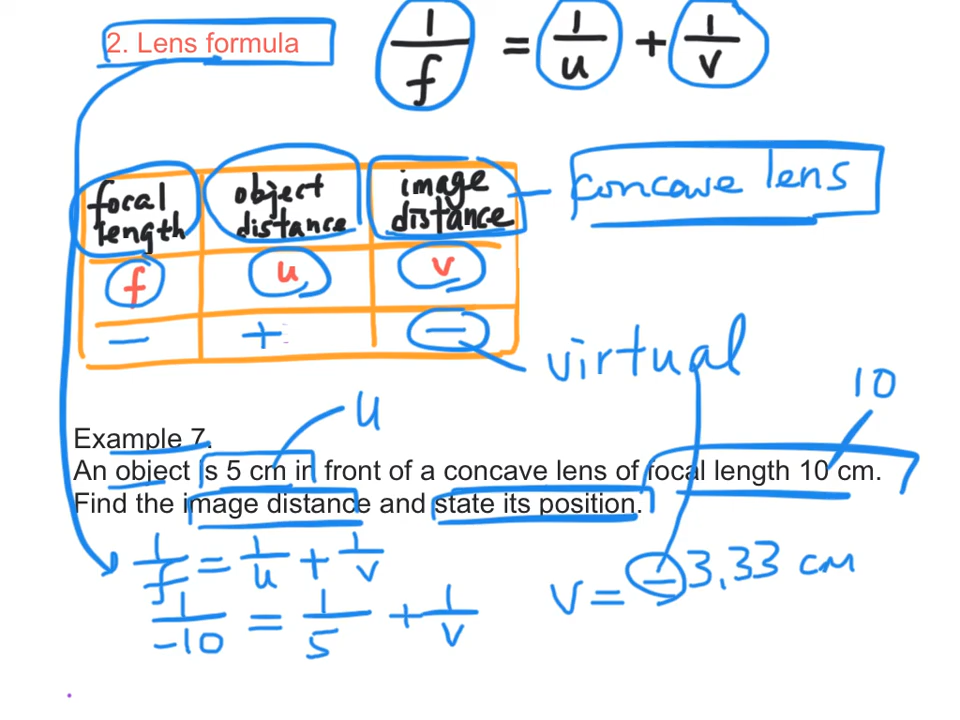 2. Lens formula
1/f = 1/u + 1/v
focal length object distance image distance concave lens
f u v
− + −
virtual
10
u
Example 7.
An object is 5 cm in front of a concave lens of focal length 10 cm.
Find the image distance and state its position.
1/f = 1/u + 1/v
v = −3.33 cm
1/−10 = 1/5 + 1/v